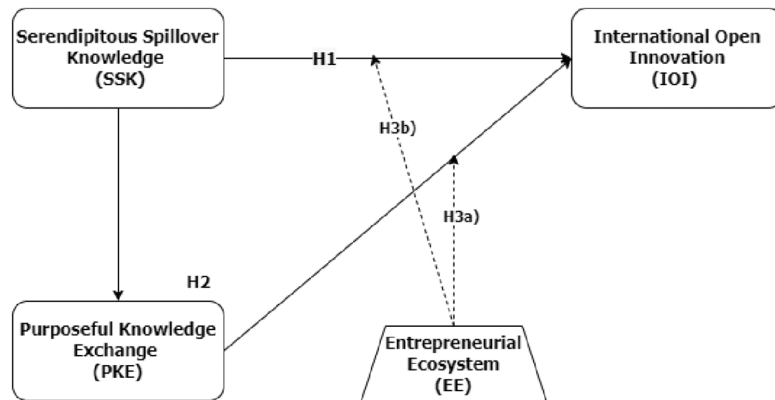 Serendipitous Spillover
Knowledge
(SSK)
H1
International Open
Innovation
(IOI)
H3b)
H3a)
H2
Purposeful Knowledge
Exchange
(PKE)
Entrepreneurial
Ecosystem
(EE)